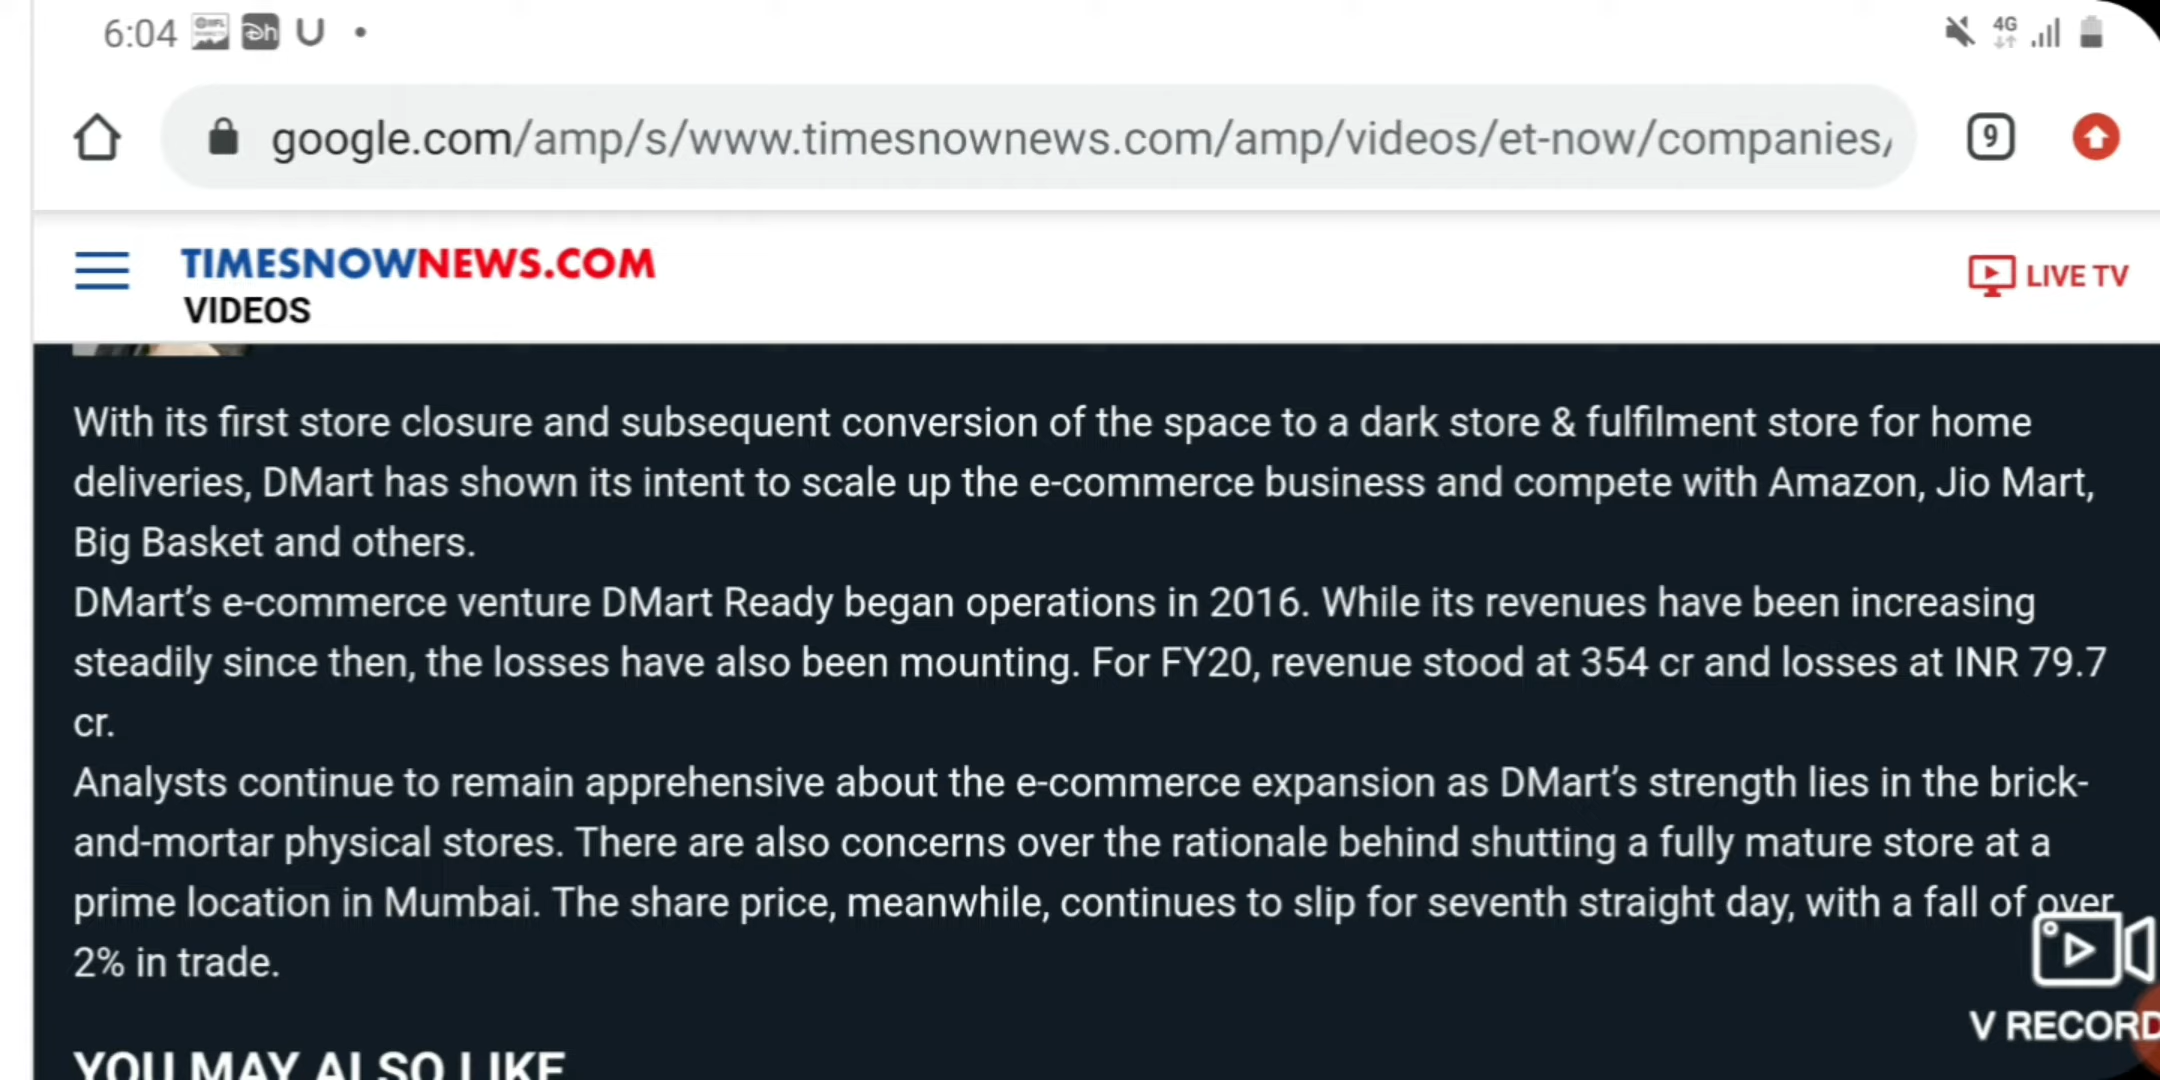 6:04
4G
google.com/amp/s/www.timesnownews.com/amp/videos/et-now/companies/
9
TIMESNOWNEWS.COM
VIDEOS
LIVE TV
With its first store closure and subsequent conversion of the space to a dark store & fulfilment store for home
deliveries, DMart has shown its intent to scale up the e-commerce business and compete with Amazon, Jio Mart,
Big Basket and others.
DMart’s e-commerce venture DMart Ready began operations in 2016. While its revenues have been increasing
steadily since then, the losses have also been mounting. For FY20, revenue stood at 354 cr and losses at INR 79.7
cr.
Analysts continue to remain apprehensive about the e-commerce expansion as DMart’s strength lies in the brick-
and-mortar physical stores. There are also concerns over the rationale behind shutting a fully mature store at a
prime location in Mumbai. The share price, meanwhile, continues to slip for seventh straight day, with a fall of over
2% in trade.
V RECORD
YOU MAY ALSO LIKE